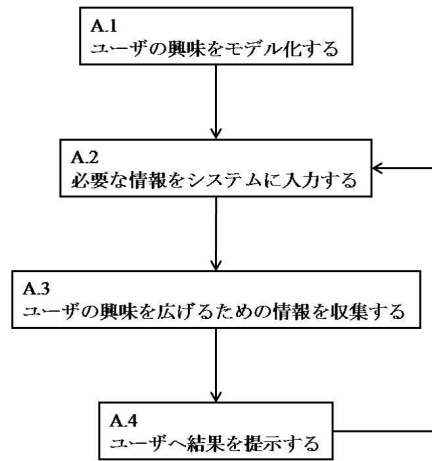 A.1
ユーザの興味をモデル化する
A.2
必要な情報をシステムに入力する
A.3
ユーザの興味を広げるための情報を収集する
A.4
ユーザへ結果を提示する